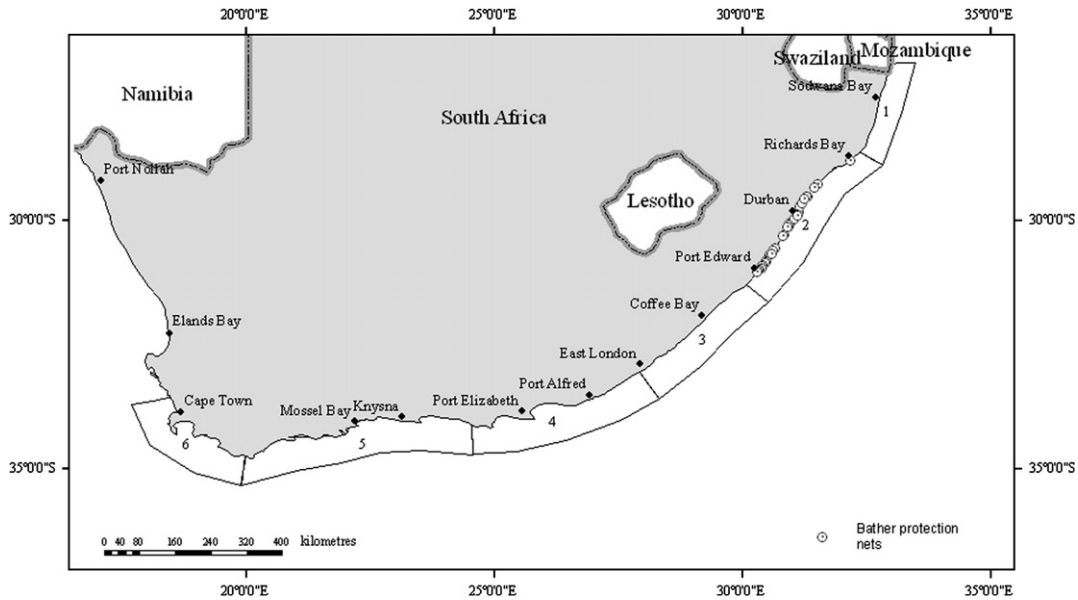 20°0'0"E 25°0'0"E 30°0'0"E 35°0'0"E
Swaziland Mozambique
Sodwana Bay
Namibia
1
South Africa
Richards Bay
Port Nolloth
Lesotho
Durban
30°0'0"S 30°0'0"S
2
Port Edward
Coffee Bay
Elands Bay
3
East London
Port Alfred
Cape Town
Port Elizabeth
Mossel Bay Knysna
4
6
5
35°0'0"S 35°0'0"S
0 40 80 160 240 320 400 kilometres
Bather protection
nets
20°0'0"E 25°0'0"E 30°0'0"E 35°0'0"E